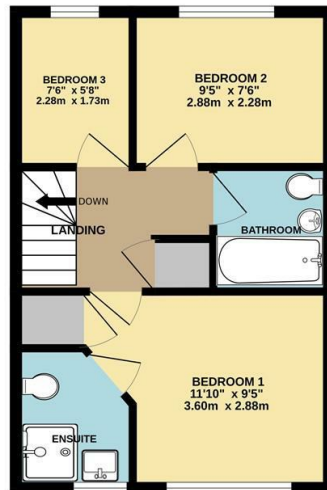 BEDROOM 3
7'6" x 5'8"
2.28m x 1.73m
BEDROOM 2
9'5" x 7'6"
2.88m x 2.28m
DOWN
LANDING
BATHROOM
BEDROOM 1
11'10" x 9'5"
3.60m x 2.88m
ENSUITE